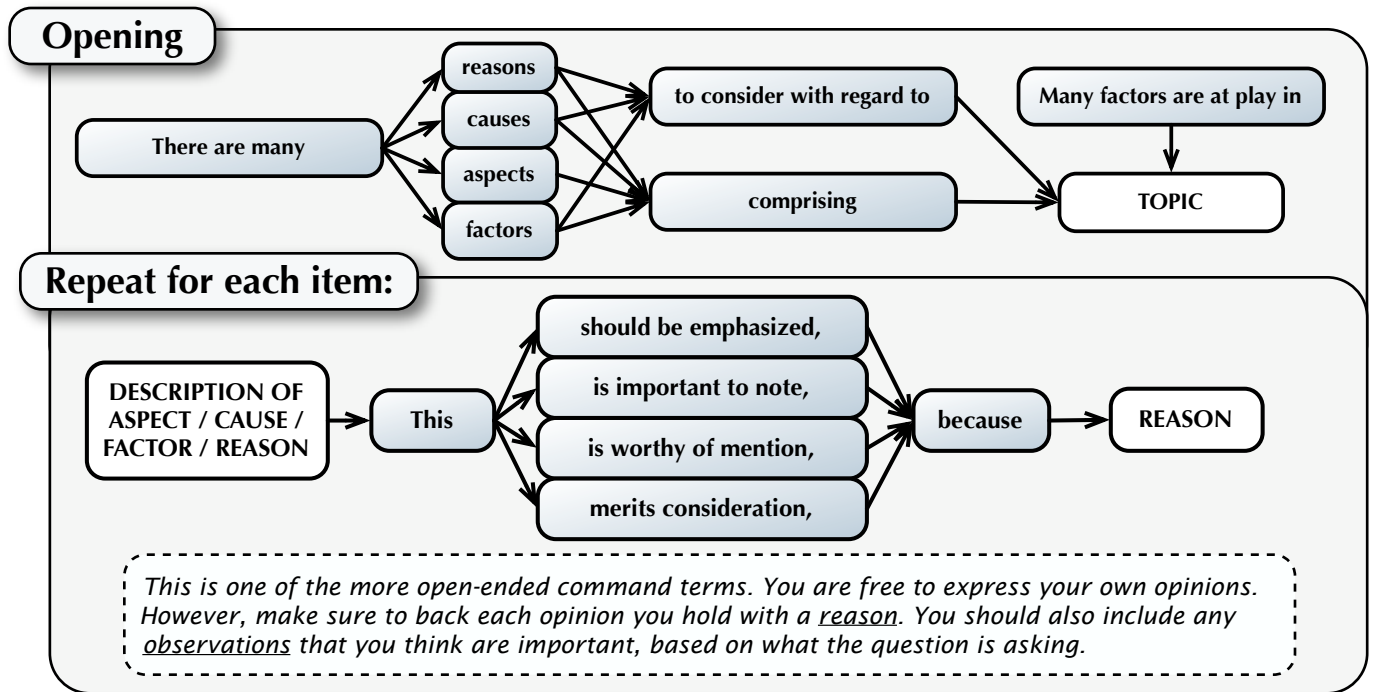 Opening
There are many
reasons
causes
aspects
factors
to consider with regard to
comprising
Many factors are at play in
TOPIC
Repeat for each item:
DESCRIPTION OF
ASPECT / CAUSE /
FACTOR / REASON
This
should be emphasized,
is important to note,
is worthy of mention,
merits consideration,
because
REASON
This is one of the more open-ended command terms. You are free to express your own opinions.
However, make sure to back each opinion you hold with a reason. You should also include any
observations that you think are important, based on what the question is asking.